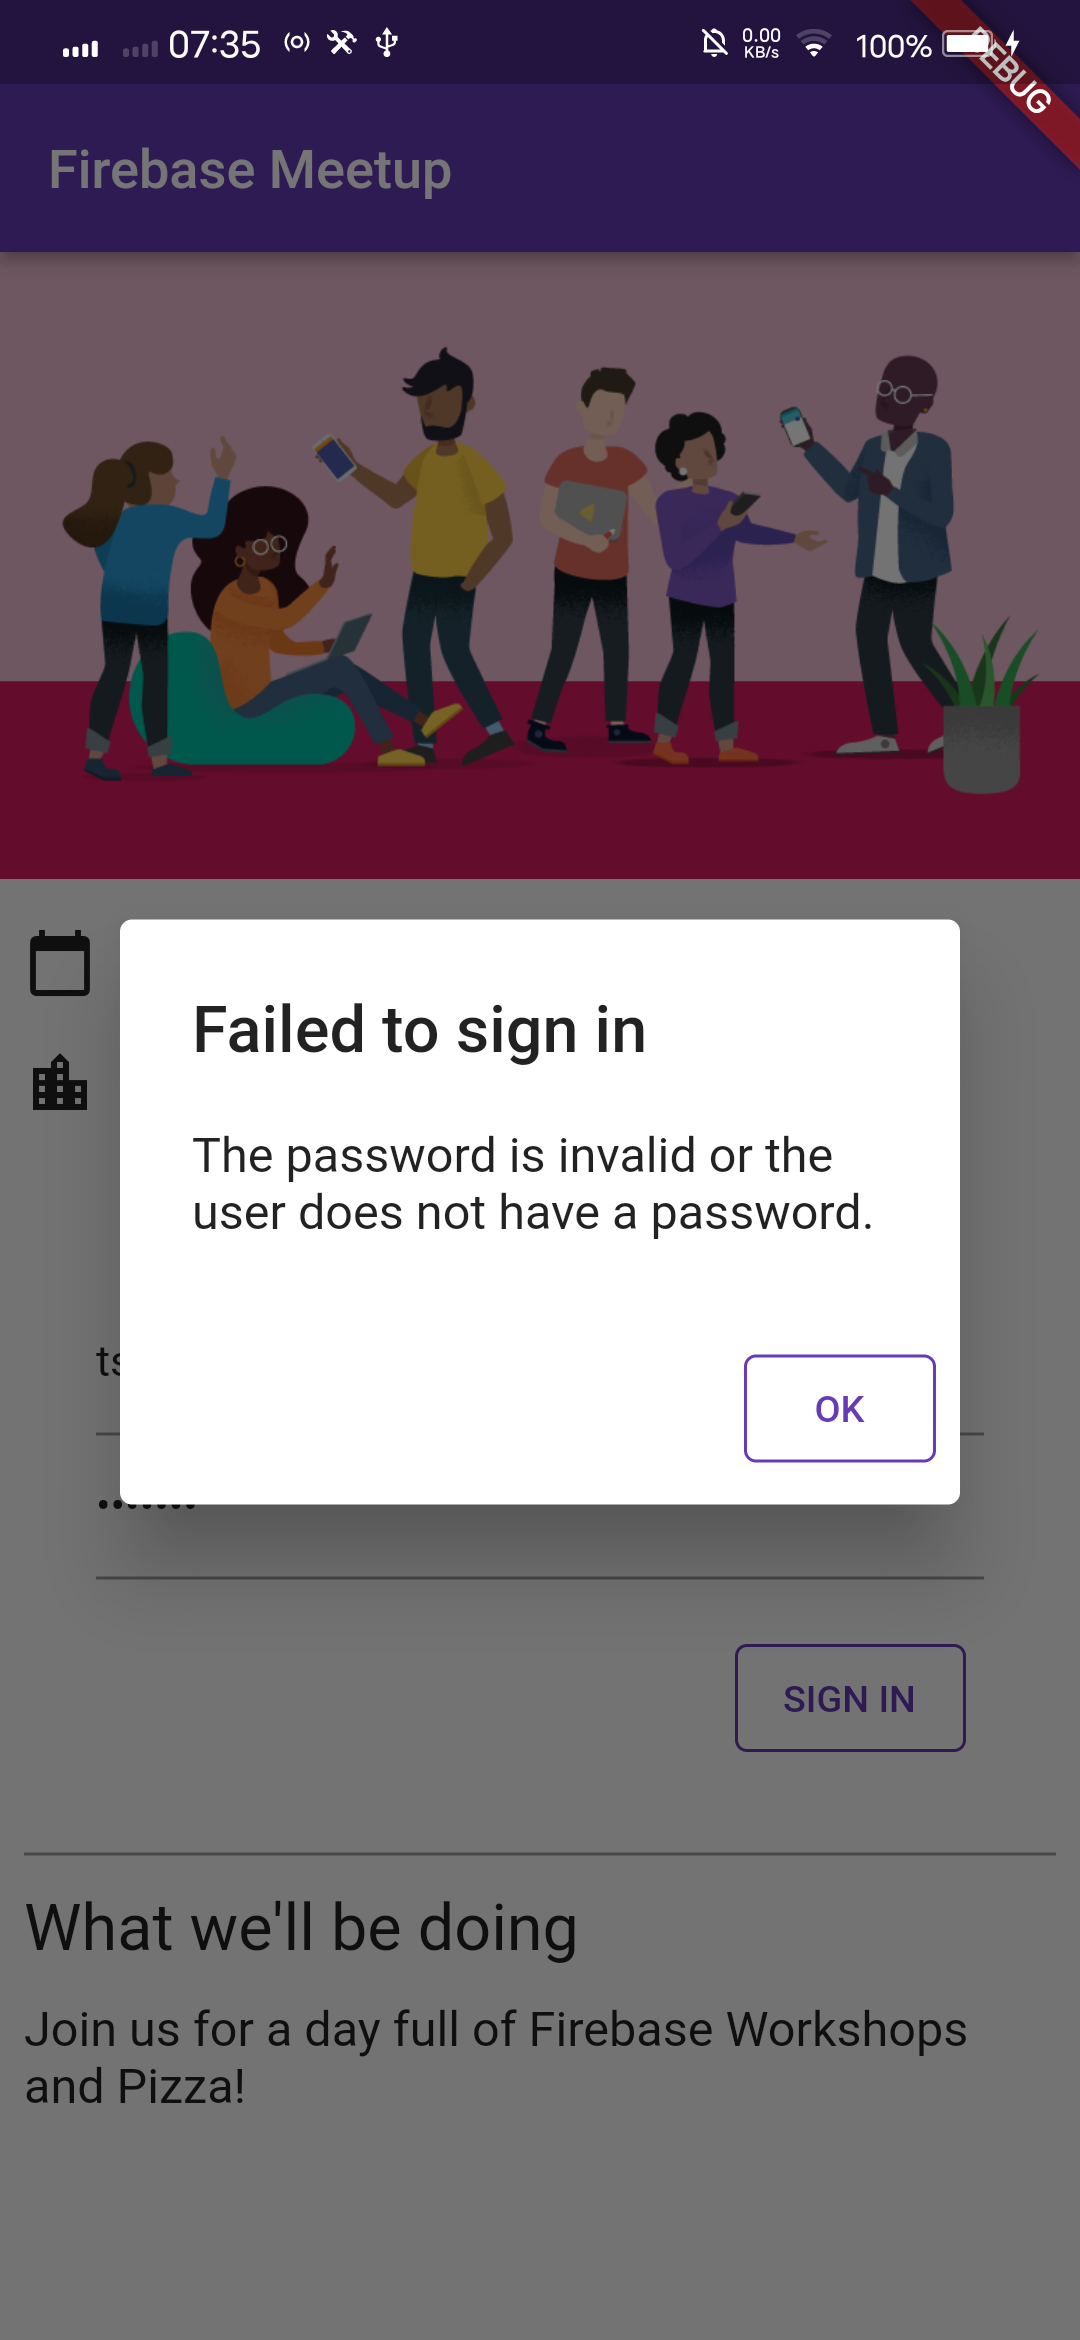 07:35
0.00
KB/s
100%
DEBUG
Firebase Meetup
Failed to sign in
The password is invalid or the
user does not have a password.
OK
SIGN IN
What we'll be doing
Join us for a day full of Firebase Workshops
and Pizza!